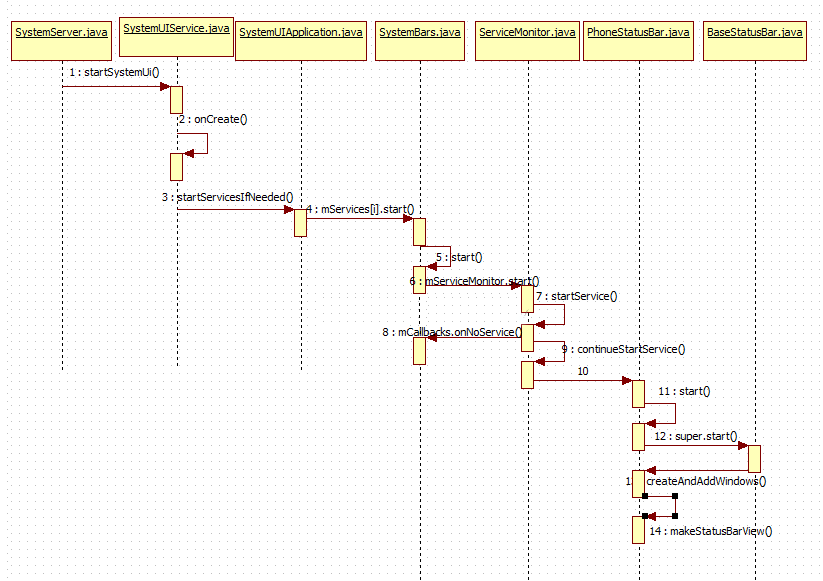 SystemServer.java
SystemUIService.java
SystemUIApplication.java
SystemBars.java
ServiceMonitor.java
PhoneStatusBar.java
BaseStatusBar.java
1 : startSystemUi()
2 : onCreate()
3 : startServicesIfNeeded()
4 : mServices[i].start()
5 : start()
6 : mServiceMonitor.start()
7 : startService()
8 : mCallbacks.onNoService()
9 : continueStartService()
10
11 : start()
12 : super.start()
createAndAddWindows()
14 : makeStatusBarView()